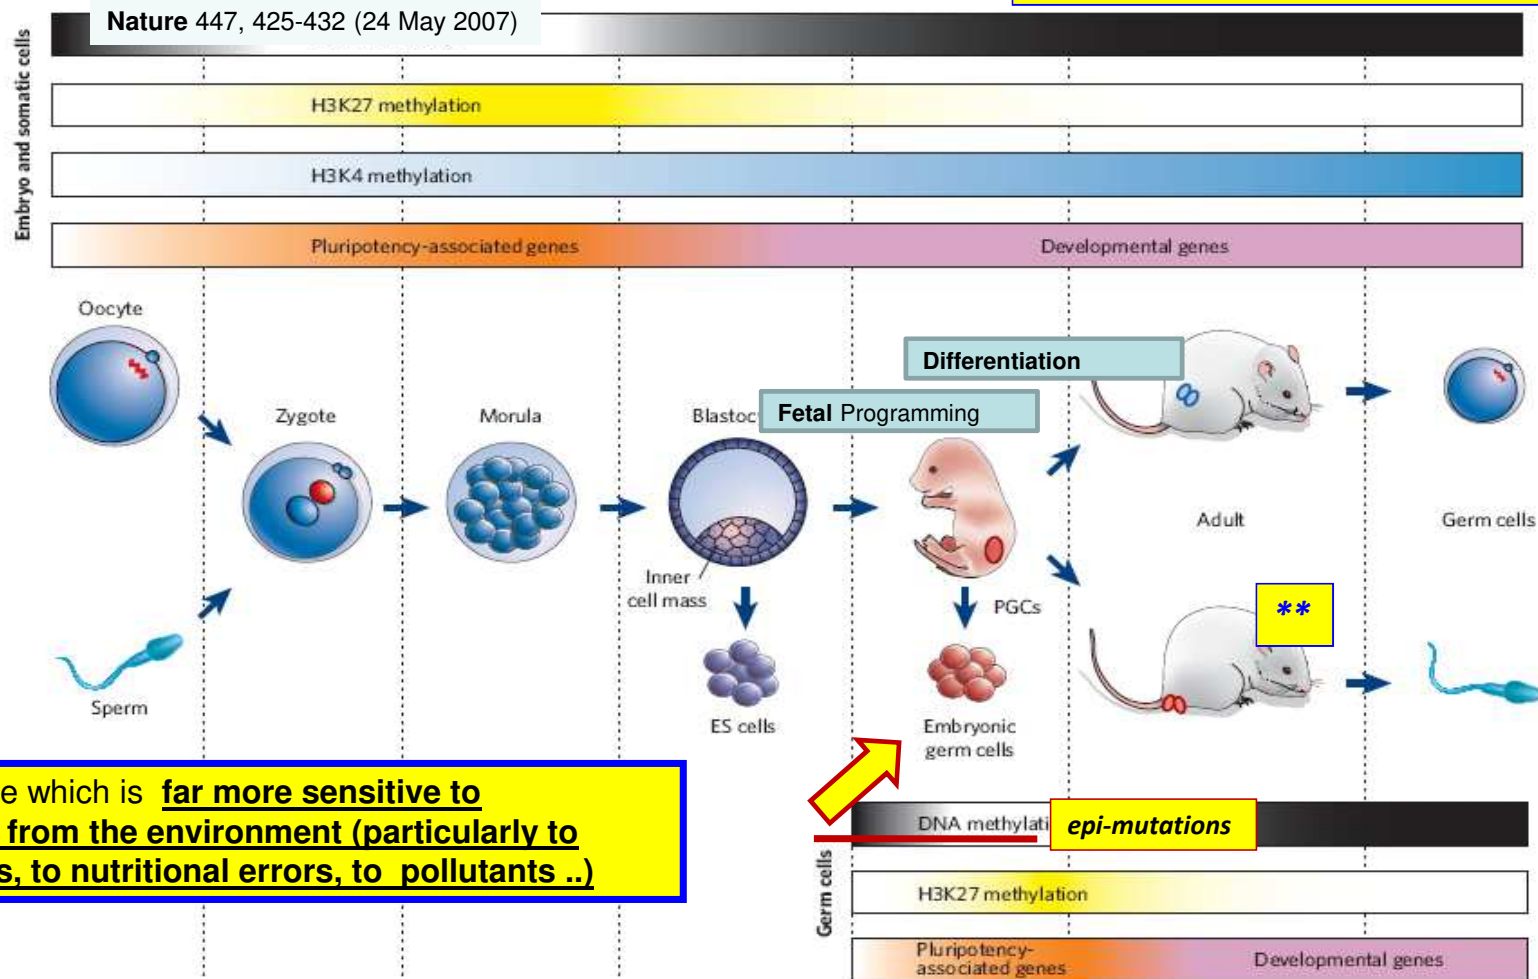 Nature 447, 425-432 (24 May 2007)
Embryo and somatic cells
H3K27 methylation
H3K4 methylation
Pluripotency-associated genes
Developmental genes
Oocyte
Differentiation
Zygote
Morula
Fetal Programming
Adult
Germ cells
Inner
cell mass
PGCs
**
Sperm
ES cells
Embryonic
germ cells
which is far more sensitive to
from the environment (particularly to
to nutritional errors, to pollutants ..)
DNA
epi-mutations
Germ cells
H3K27 methylation
Pluripotency-
associated genes
Developmental genes